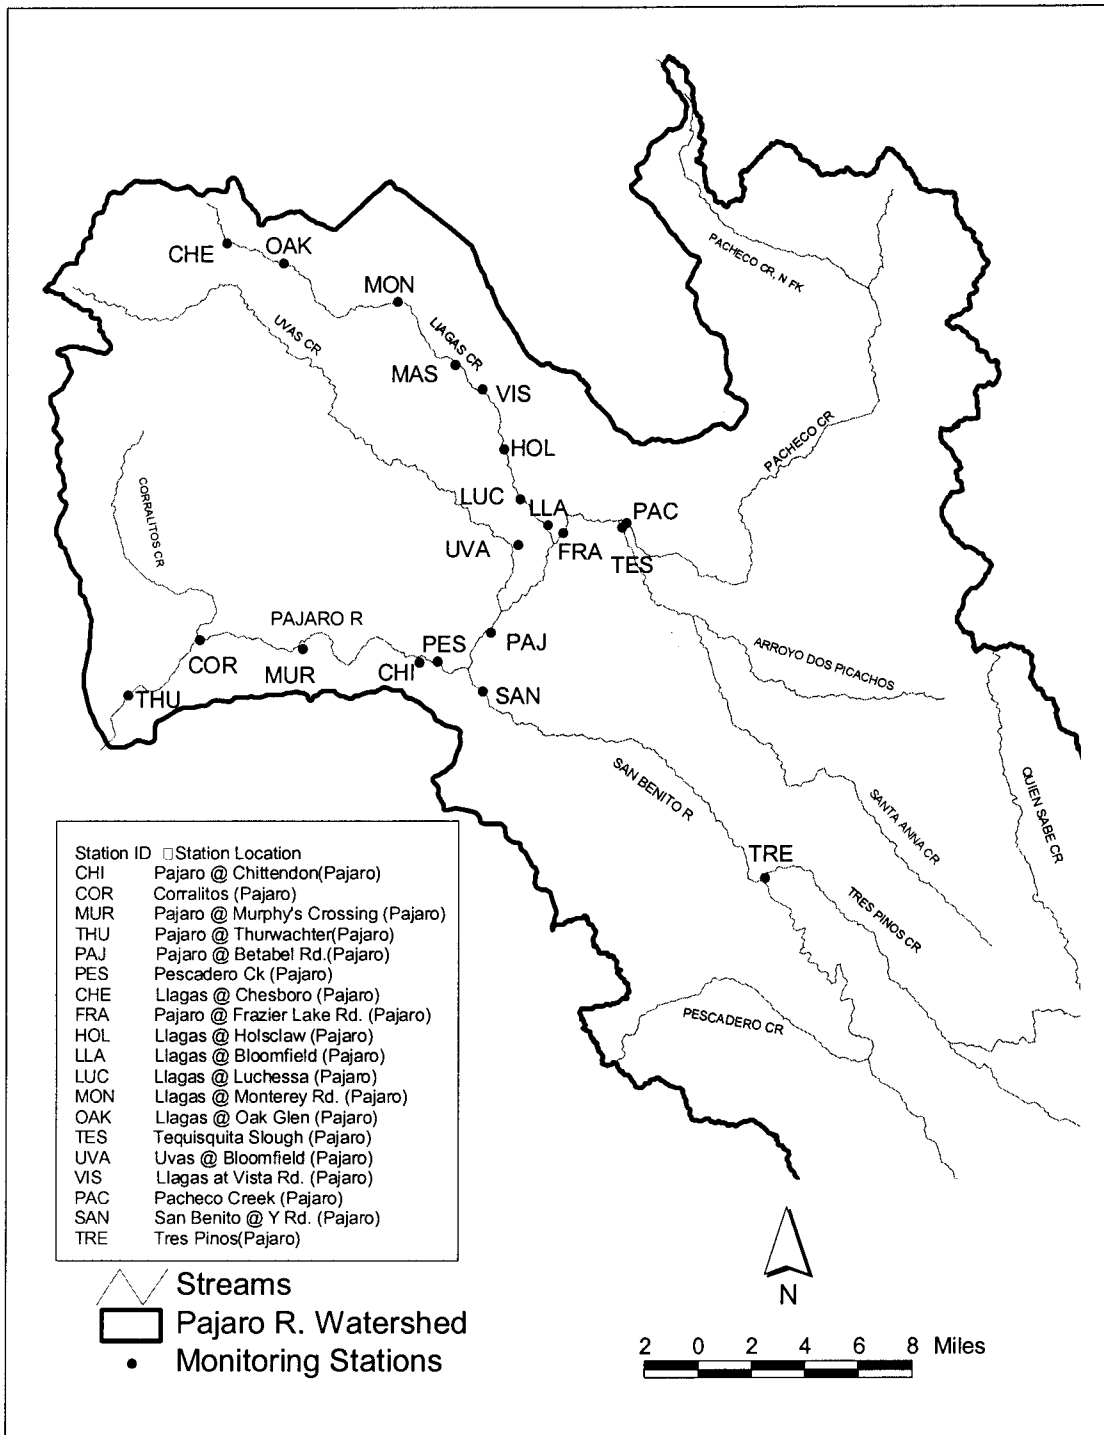 PACHECO CR, N FK
OAK
CHE
MON
UVAS CR
LlAGAS CR
MAS
VIS
PACHECO CR
HOL
CORRALITOS CR
LUC
LLA
PAC
UVA
FRA
TES
PAJARO R
PES
PAJ
COR
MUR
CHI
ARROYO DOS PICACHOS
THU
SAN
SAN BENITO R
SANTA ANNA CR
QUIEN SABE CR
TRE
TRES PINOS CR
PESCADERO CR
Station ID □Station Location
CHI Pajaro @ Chittendon(Pajaro)
COR Corralitos (Pajaro)
MUR Pajaro @ Murphy's Crossing (Pajaro)
THU Pajaro @ Thurwachter(Pajaro)
PAJ Pajaro @ Betabel Rd.(Pajaro)
PES Pescadero Ck (Pajaro)
CHE Llagas @ Chesboro (Pajaro)
FRA Pajaro @ Frazier Lake Rd. (Pajaro)
HOL Llagas @ Holsclaw (Pajaro)
LLA Llagas @ Bloomfield (Pajaro)
LUC Llagas @ Luchessa (Pajaro)
MON Llagas @ Monterey Rd. (Pajaro)
OAK Llagas @ Oak Glen (Pajaro)
TES Tequisquita Slough (Pajaro)
UVA Uvas @ Bloomfield (Pajaro)
VIS Llagas at Vista Rd. (Pajaro)
PAC Pacheco Creek (Pajaro)
SAN San Benito @ Y Rd. (Pajaro)
TRE Tres Pinos(Pajaro)
Streams
Pajaro R. Watershed
Monitoring Stations
N
2 0 2 4 6 8 Miles